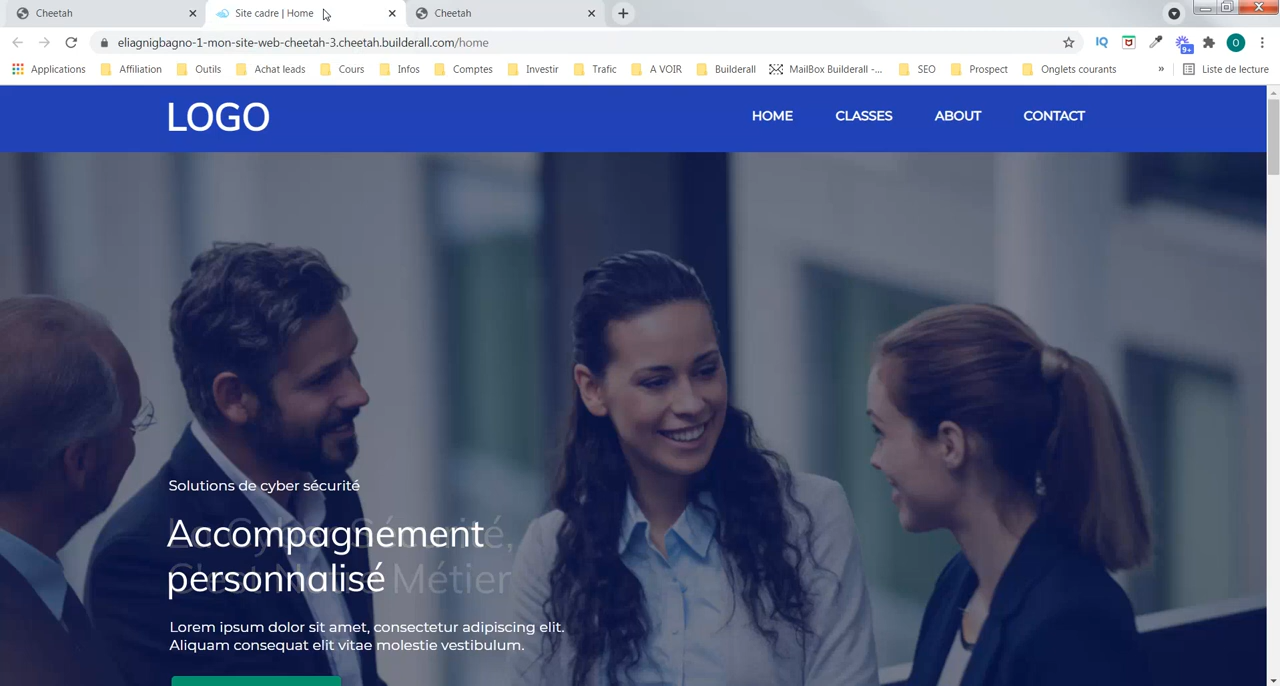 Cheetah
Site cadre | Home
Cheetah
eliagnigbagno-1-mon-site-web-cheetah-3.cheetah.builderall.com/home
IQ
9+
O
Applications
Affiliation
Outils
Achat leads
Cours
Infos
Comptes
Investir
Trafic
A VOIR
Builderall
MailBox Builderall -...
SEO
Prospect
Onglets courants
»
Liste de lecture
LOGO
HOME
CLASSES
ABOUT
CONTACT
Solutions de cyber sécurité
Accompagnement
personnalisé
Métier
Lorem ipsum dolor sit amet, consectetur adipiscing elit.
Aliquam consequat elit vitae molestie vestibulum.